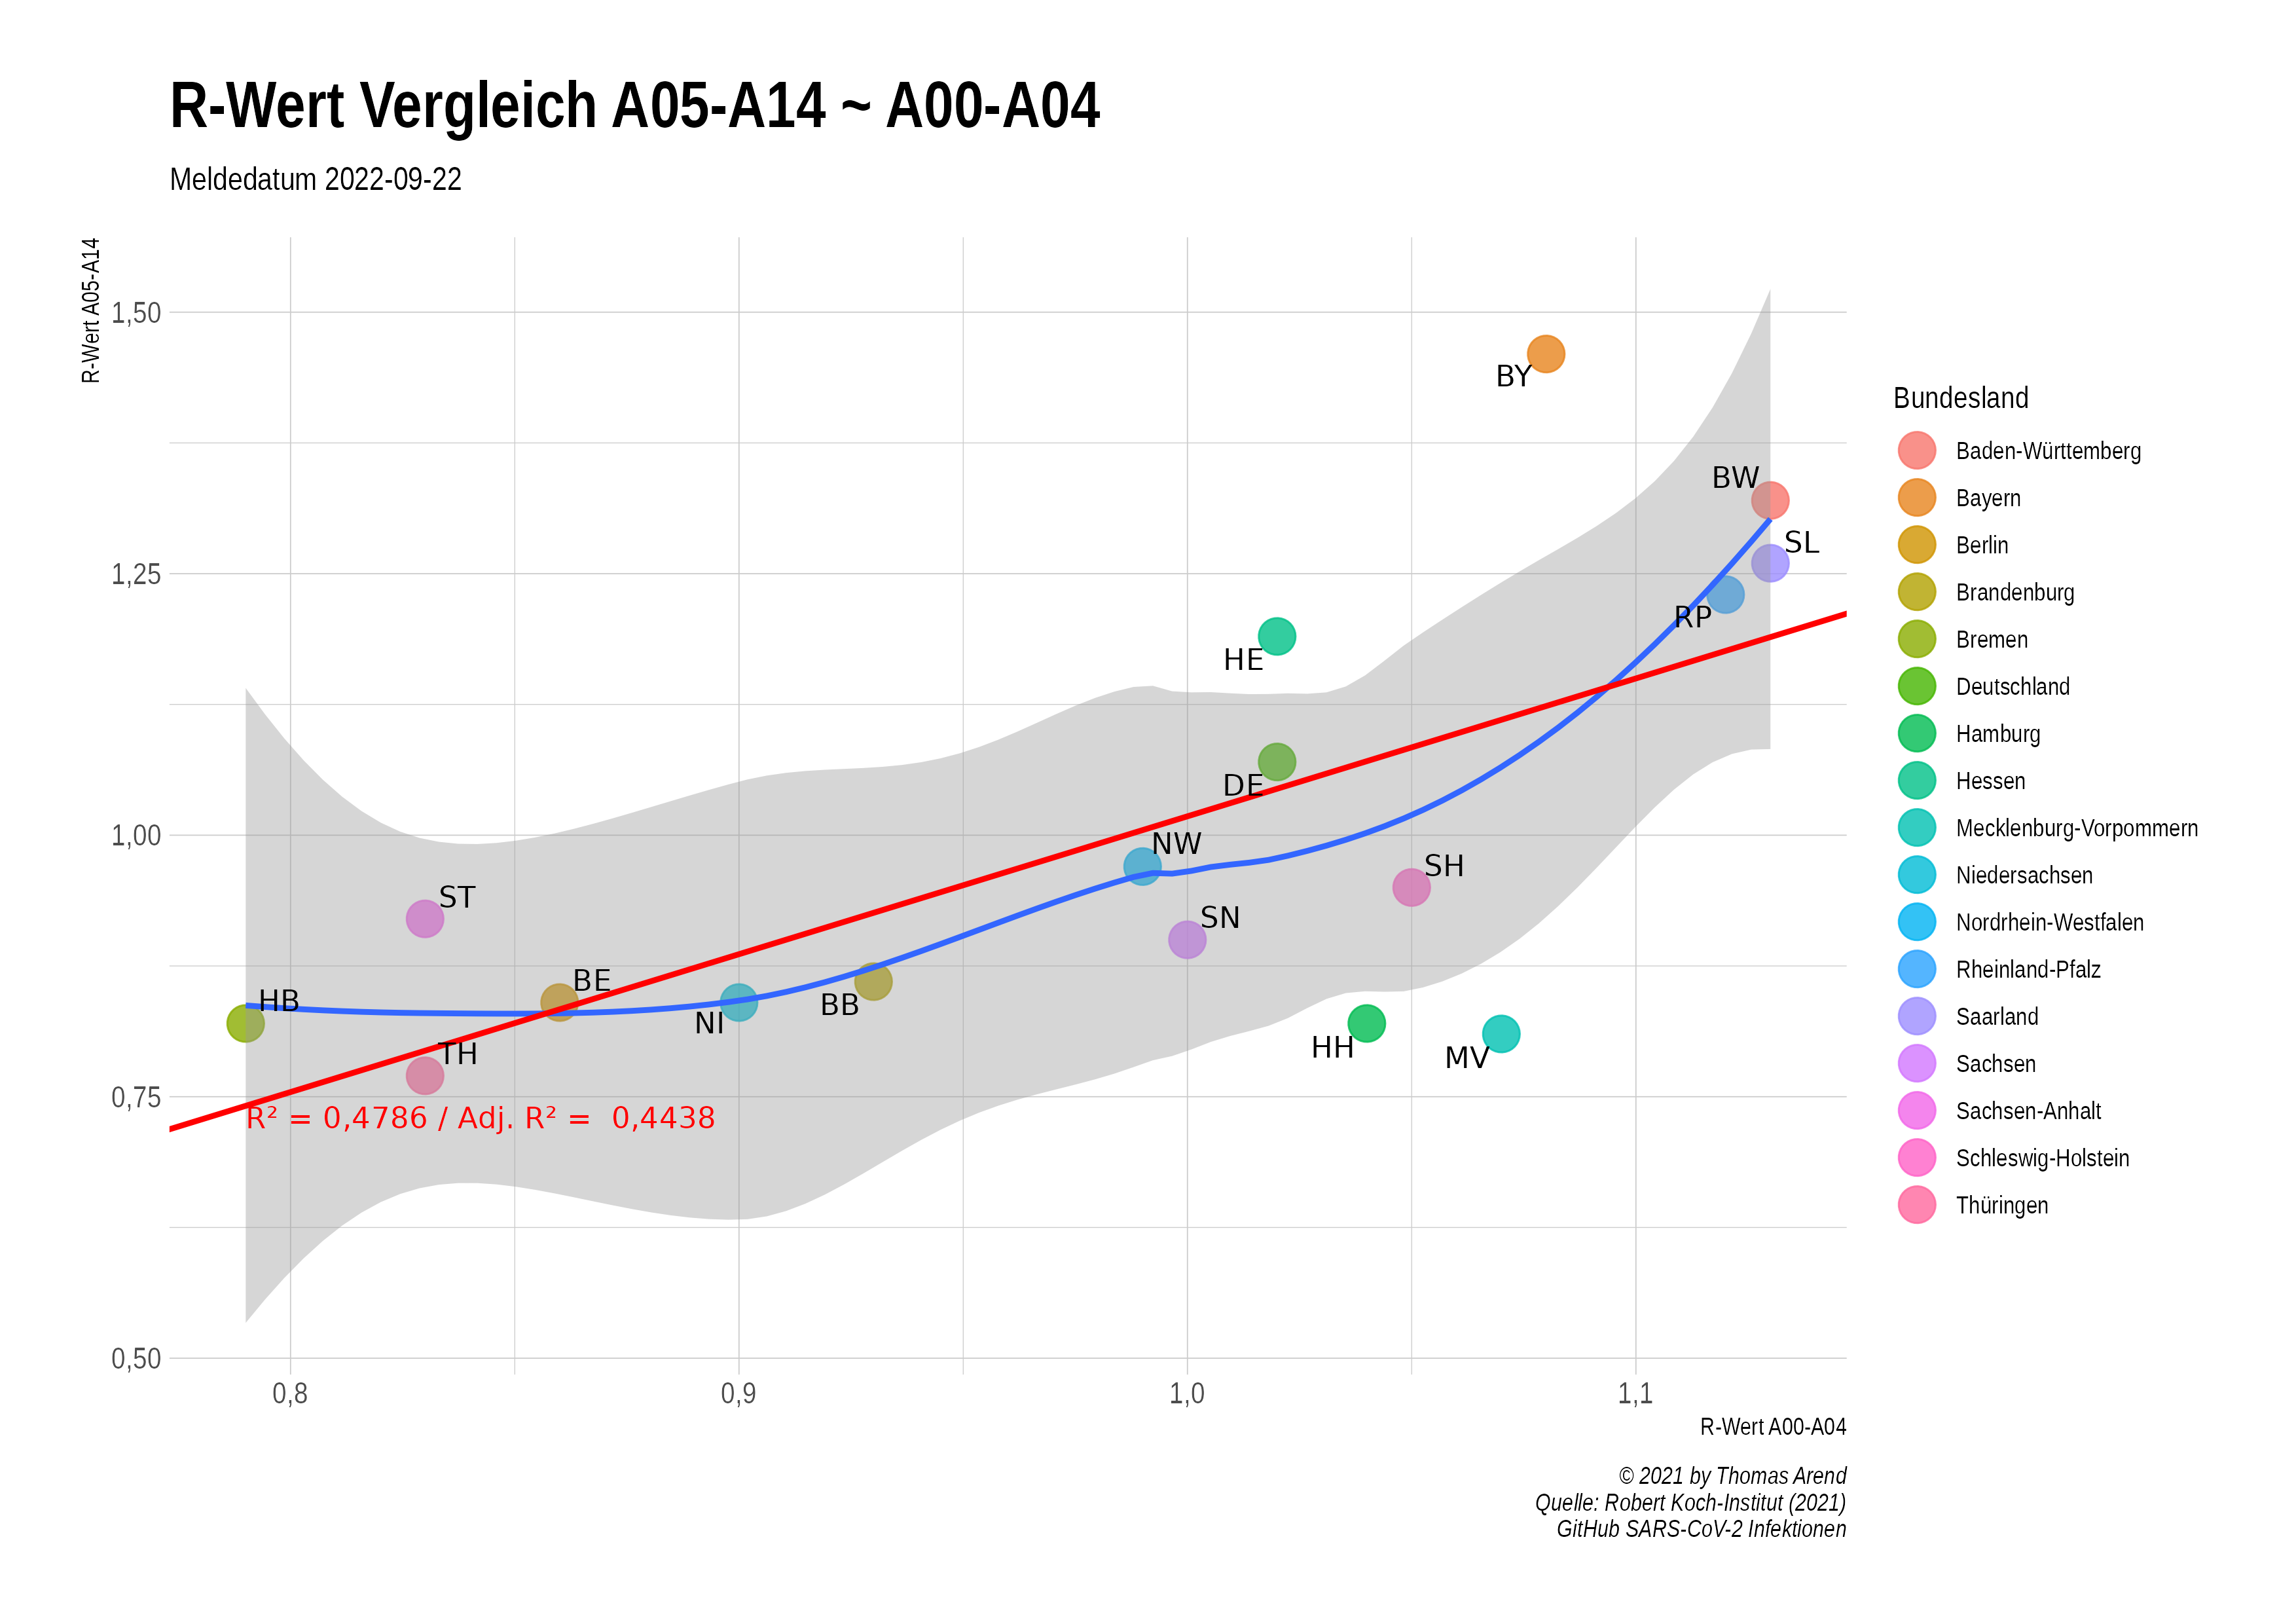 R-Wert Vergleich A05-A14 ~ A00-A04
Meldedatum 2022-09-22
R-Wert A05-A14
1,50
1,25
1,00
0,75
0,50
BY
BW
SL
RP
HE
DE
NW
SH
ST
SN
BE
HB
NI
BB
TH
HH
MV
R² = 0,4786 / Adj. R² =  0,4438
0,8
0,9
1,0
1,1
R-Wert A00-A04
Bundesland
Baden-Württemberg
Bayern
Berlin
Brandenburg
Bremen
Deutschland
Hamburg
Hessen
Mecklenburg-Vorpommern
Niedersachsen
Nordrhein-Westfalen
Rheinland-Pfalz
Saarland
Sachsen
Sachsen-Anhalt
Schleswig-Holstein
Thüringen
© 2021 by Thomas Arend
Quelle: Robert Koch-Institut (2021)
GitHub SARS-CoV-2 Infektionen